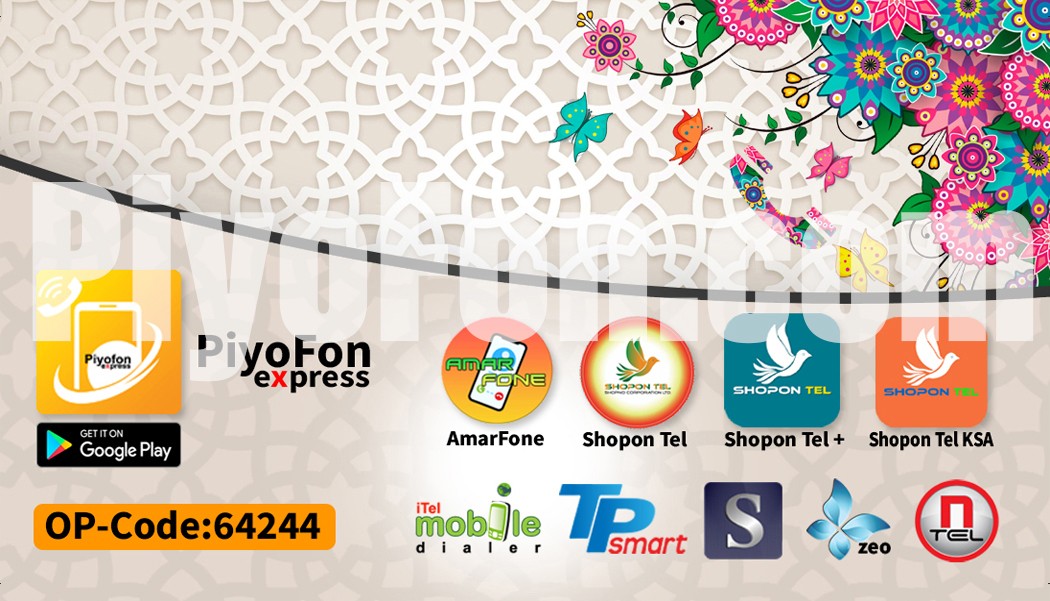 Piyofon.com
Piyofon
express
PiyoFon
express
GET IT ON
Google Play
OP-Code:64244
AMAR
FONE
AmarFone
SHOPON TEL
SHOPNO CORPORATION LTD.
Shopon Tel
SHOPON TEL
Shopon Tel +
SHOPON TEL
Shopon Tel KSA
iTel
mobile
dialer
TP
smart
S
zeo
n
TEL